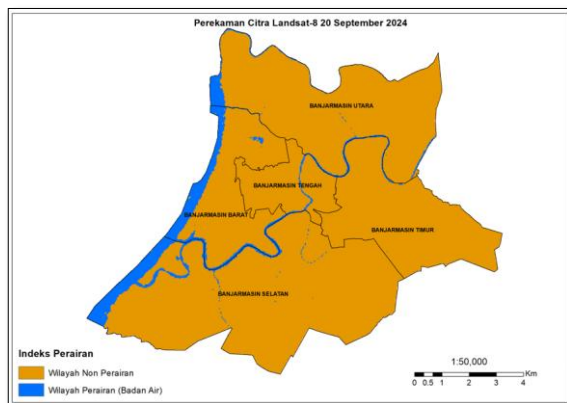 Perekaman Citra Landsat-8 20 September 2024
BANJARMASIN UTARA
BANJARMASIN TENGAH
BANJARMASIN BARAT
BANJARMASIN TIMUR
BANJARMASIN SELATAN
Indeks Perairan
Wilayah Non Perairan
Wilayah Perairan (Badan Air)
1:50,000
Km
0 0.5 1 2 3 4